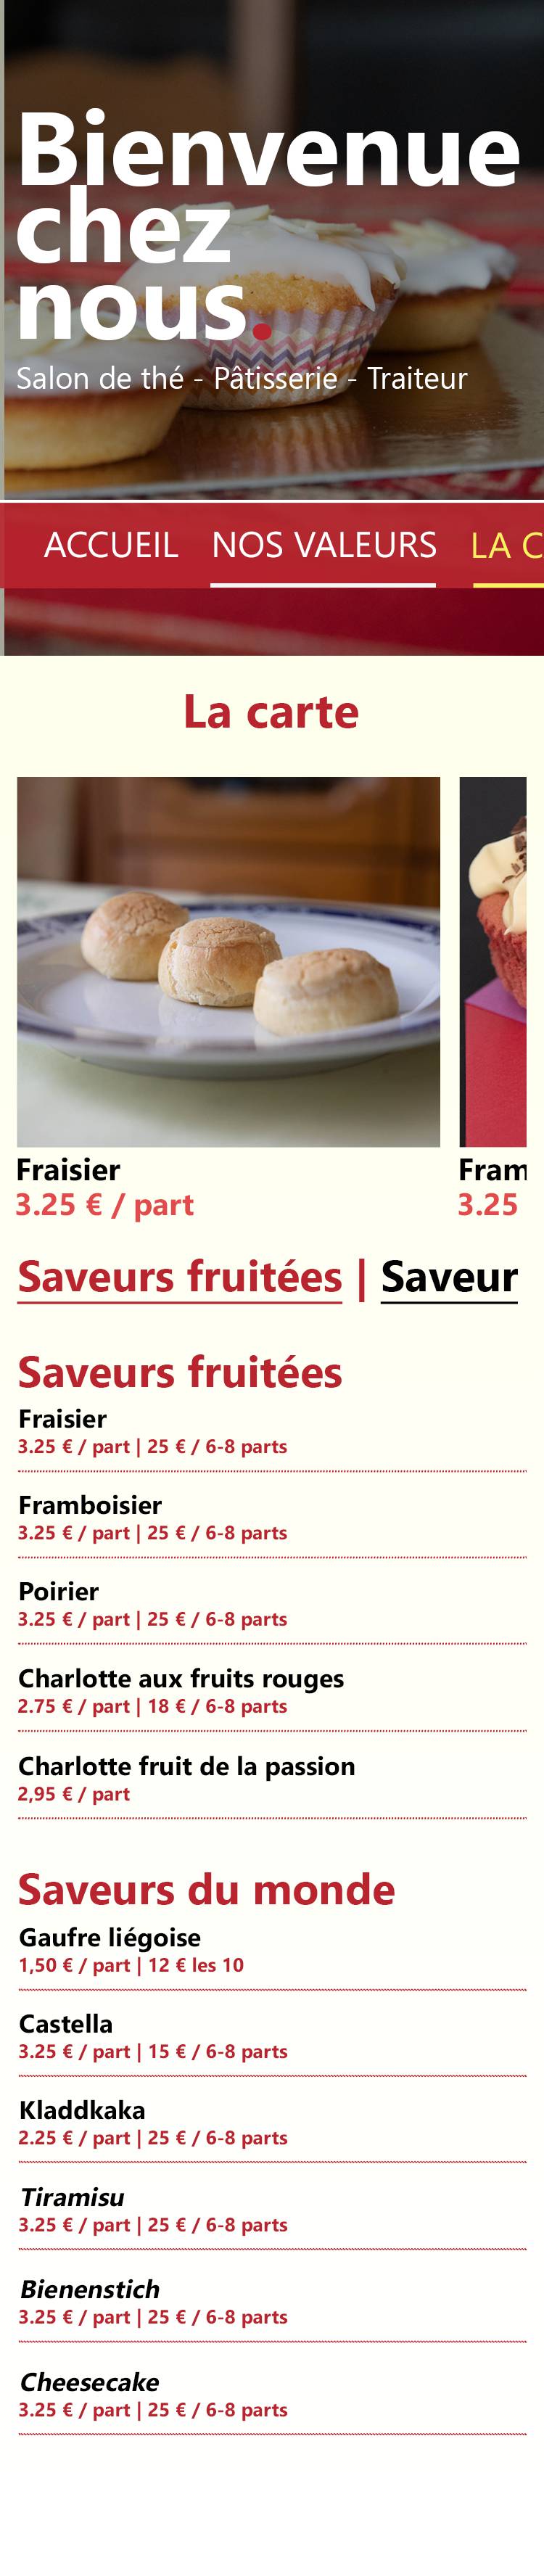 Bienvenue
chez
nous.
Salon de thé - Pâtisserie - Traiteur
ACCUEIL NOS VALEURS LA C
La carte
Fraisier Fram
3.25 € / part 3.25
Saveurs fruitées | Saveur
Saveurs fruitées
Fraisier
3.25 € / part | 25 € / 6-8 parts
Framboisier
3.25 € / part | 25 € / 6-8 parts
Poirier
3.25 € / part | 25 € / 6-8 parts
Charlotte aux fruits rouges
2.75 € / part | 18 € / 6-8 parts
Charlotte fruit de la passion
2,95 € / part
Saveurs du monde
Gaufre liégoise
1,50 € / part | 12 € les 10
Castella
3.25 € / part | 15 € / 6-8 parts
Kladdkaka
2.25 € / part | 25 € / 6-8 parts
Tiramisu
3.25 € / part | 25 € / 6-8 parts
Bienenstich
3.25 € / part | 25 € / 6-8 parts
Cheesecake
3.25 € / part | 25 € / 6-8 parts